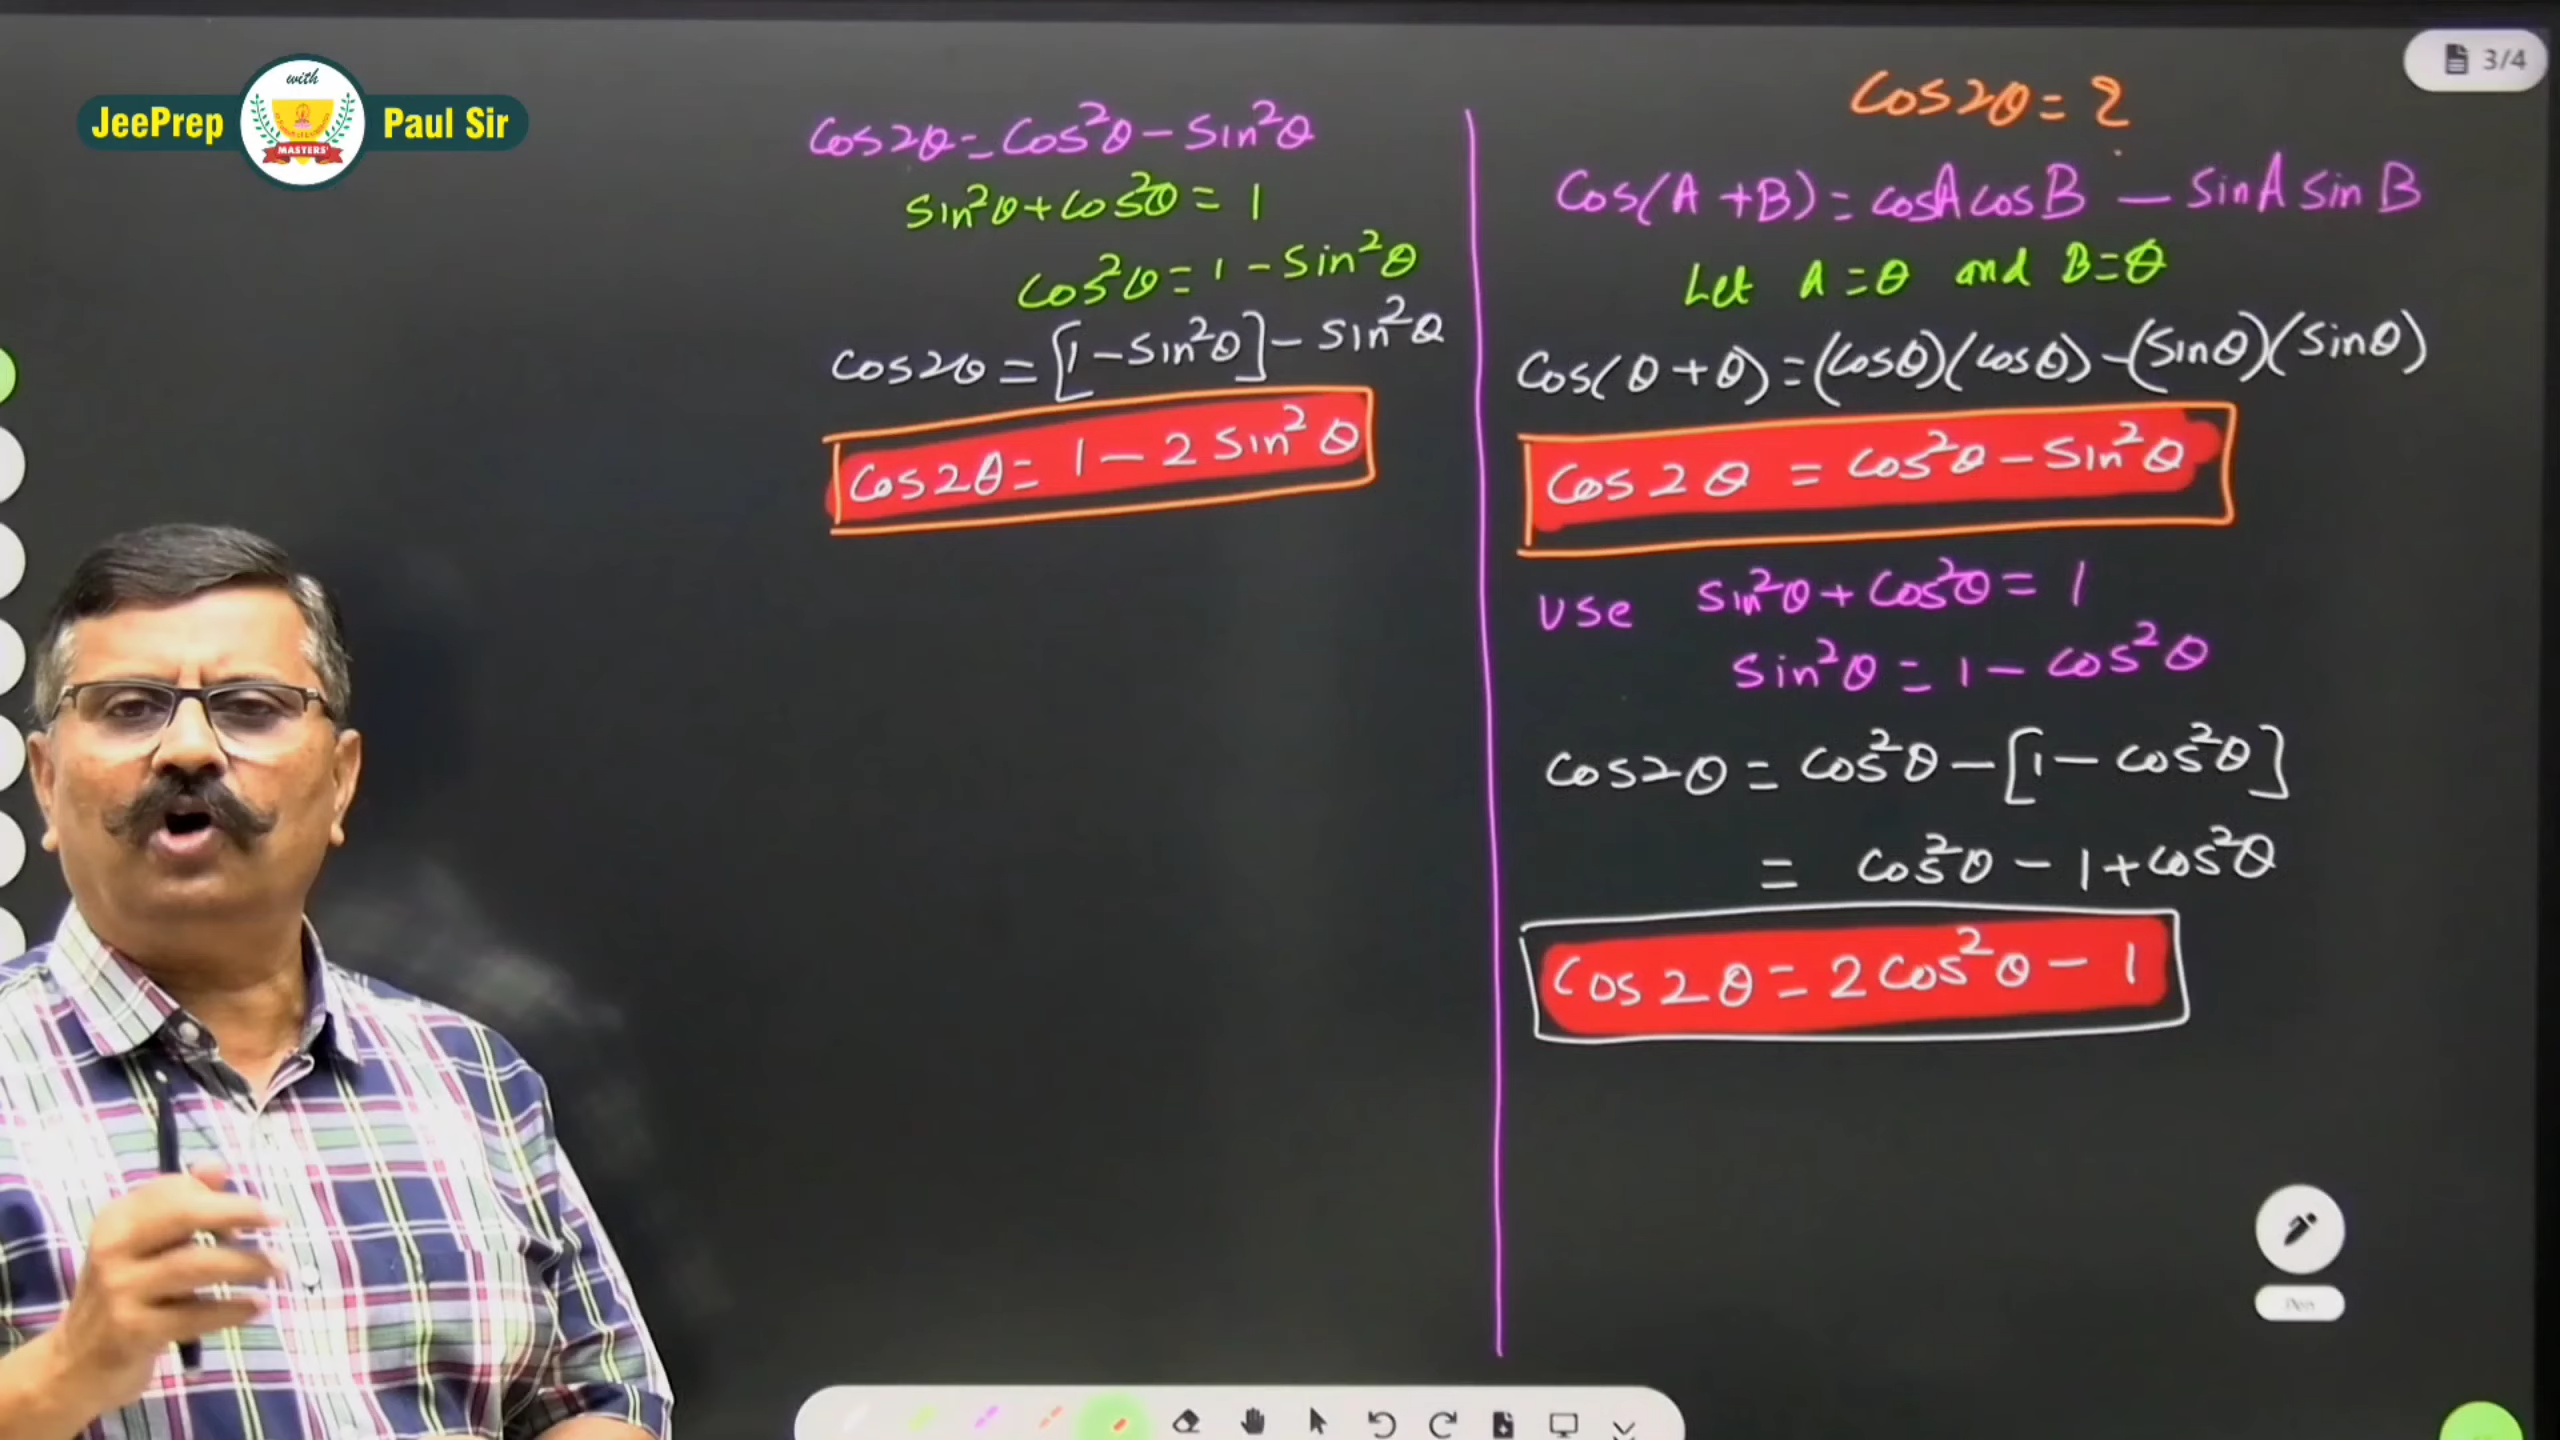 JeePrep with Paul Sir
MASTERS'
3/4
Cos2θ = ?
Cos(A + B) = cosA cosB − sinA sin B
Let A = θ and B = θ
Cos(θ + θ) = (cosθ)(cosθ) − (sinθ)(sinθ)
Cos 2θ = cos²θ − sin²θ
Use sin²θ + cos²θ = 1
sin²θ = 1 − cos²θ
Cos2θ = cos²θ − [1 − cos²θ]
= cos²θ − 1 + cos²θ
Cos 2θ = 2 cos²θ − 1
Cos2θ = cos²θ − sin²θ
sin²θ + cos²θ = 1
cos²θ = 1 − sin²θ
cos2θ = [1 − sin²θ] − sin²θ
Cos2θ = 1 − 2 sin²θ
Pen